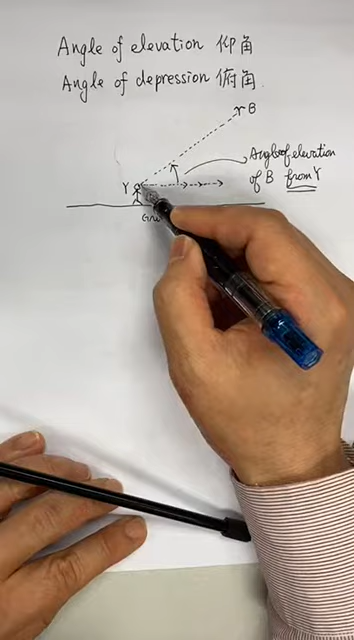 Angle of elevation 仰角
Angle of depression 俯角
B
Angle of elevation
of B from Y
Y